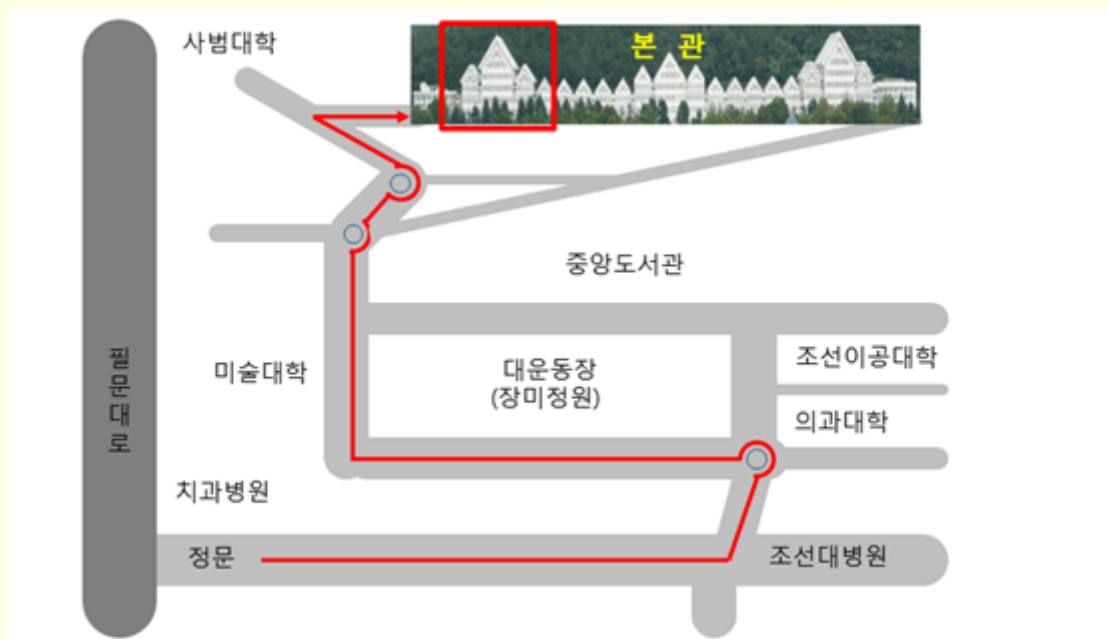 사범대학
본 관
중앙도서관
필문대로
미술대학
대운동장
(장미정원)
조선이공대학
의과대학
치과병원
정문
조선대병원